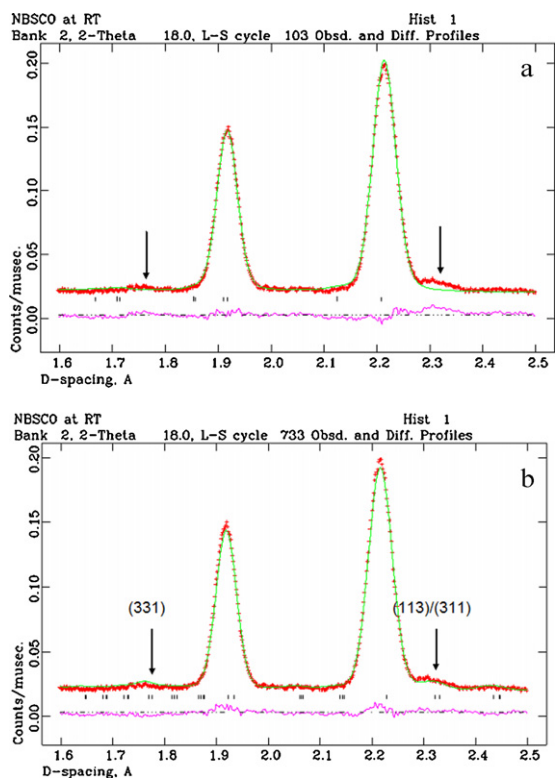 NBSCO at RT Hist 1
Bank 2, 2-Theta 18.0, L-S cycle 103 Obsd. and Diff. Profiles
a
Counts/musec.
0.20
0.15
0.10
0.05
0.00
1.6 1.7 1.8 1.9 2.0 2.1 2.2 2.3 2.4 2.5
D-spacing, A
NBSCO at RT Hist 1
Bank 2, 2-Theta 18.0, L-S cycle 733 Obsd. and Diff. Profiles
b
Counts/musec.
0.20
0.15
0.10
0.05
0.00
(331) (113)/(311)
1.6 1.7 1.8 1.9 2.0 2.1 2.2 2.3 2.4 2.5
D-spacing, A